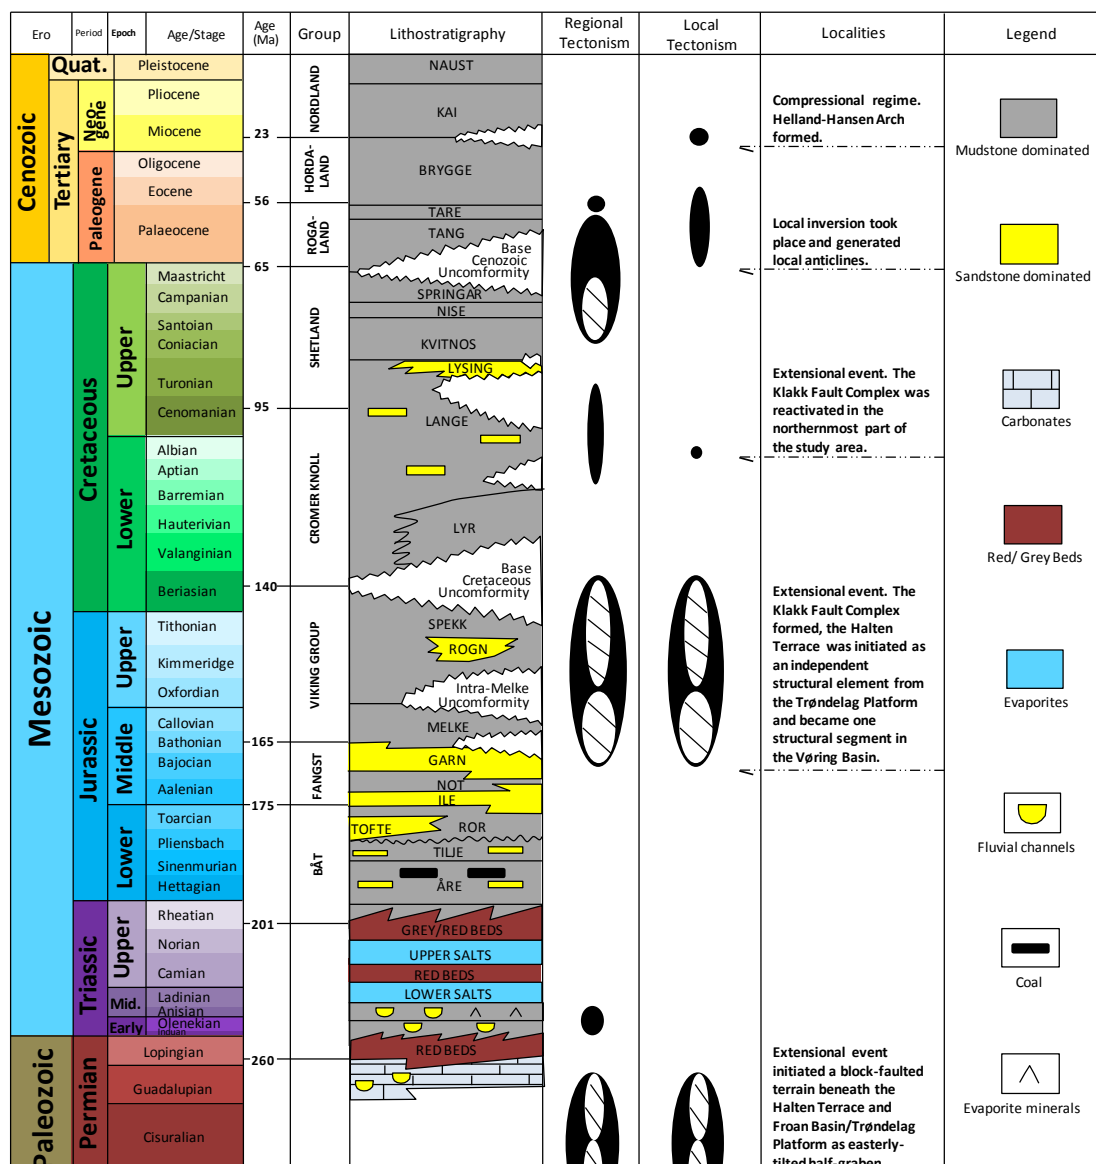 Ero
Period
Epoch
Age/Stage
Age
(Ma)
Group
Lithostratigraphy
Regional
Tectonism
Local
Tectonism
Localities
Legend
Cenozoic
Mesozoic
Paleozoic
Quat.
Tertiary
Neo-
gene
Paleogene
Cretaceous
Jurassic
Triassic
Permian
Upper
Lower
Upper
Middle
Lower
Upper
Mid.
Early
Pleistocene
Pliocene
Miocene
Oligocene
Eocene
Palaeocene
Maastricht
Campanian
Santoian
Coniacian
Turonian
Cenomanian
Albian
Aptian
Barremian
Hauterivian
Valanginian
Beriasian
Tithonian
Kimmeridge
Oxfordian
Callovian
Bathonian
Bajocian
Aalenian
Toarcian
Pliensbach
Sinenmurian
Hettagian
Rheatian
Norian
Camian
Ladinian
Anisian
Olenekian
Induan
Lopingian
Guadalupian
Cisuralian
23
56
65
95
140
165
175
201
260
NORDLAND
HORDA-
LAND
ROGA-
LAND
SHETLAND
CROMER KNOLL
VIKING GROUP
FANGST
BÅT
NAUST
KAI
BRYGGE
TARE
TANG
Base
Cenozoic
Uncomformity
SPRINGAR
NISE
KVITNOS
LYSING
LANGE
LYR
Base
Cretaceous
Uncomformity
SPEKK
ROGN
Intra-Melke
Uncomformity
MELKE
GARN
NOT
ILE
TOFTE
ROR
TILJE
ÅRE
GREY/RED BEDS
UPPER SALTS
RED BEDS
LOWER SALTS
RED BEDS
Compressional regime.
Helland-Hansen Arch
formed.
Local inversion took
place and generated
local anticlines.
Extensional event. The
Klakk Fault Complex was
reactivated in the
northernmost part of
the study area.
Extensional event. The
Klakk Fault Complex
formed, the Halten
Terrace was initiated as
an independent
structural element from
the Trøndelag Platform
and became one
structural segment in
the Vøring Basin.
Extensional event
initiated a block-faulted
terrain beneath the
Halten Terrace and
Froan Basin/Trøndelag
Platform as easterly-
tilted half-graben
Mudstone dominated
Sandstone dominated
Carbonates
Red/ Grey Beds
Evaporites
Fluvial channels
Coal
Evaporite minerals